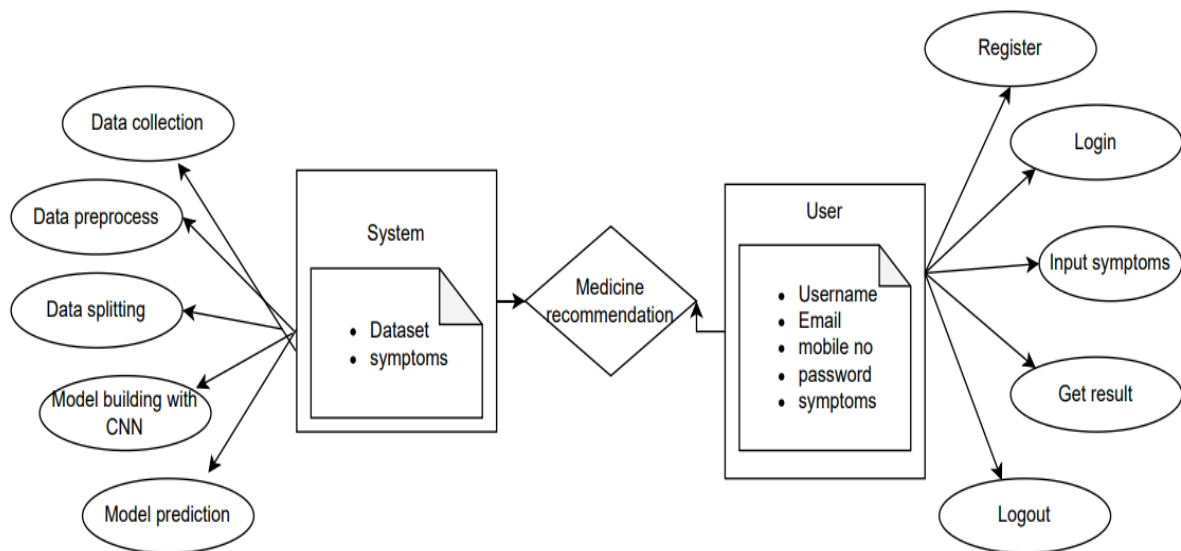 Data collection
Data preprocess
Data splitting
Model building with
CNN
Model prediction
System
• Dataset
• symptoms
Medicine
recommendation
User
• Username
• Email
• mobile no
• password
• symptoms
Register
Login
Input symptoms
Get result
Logout